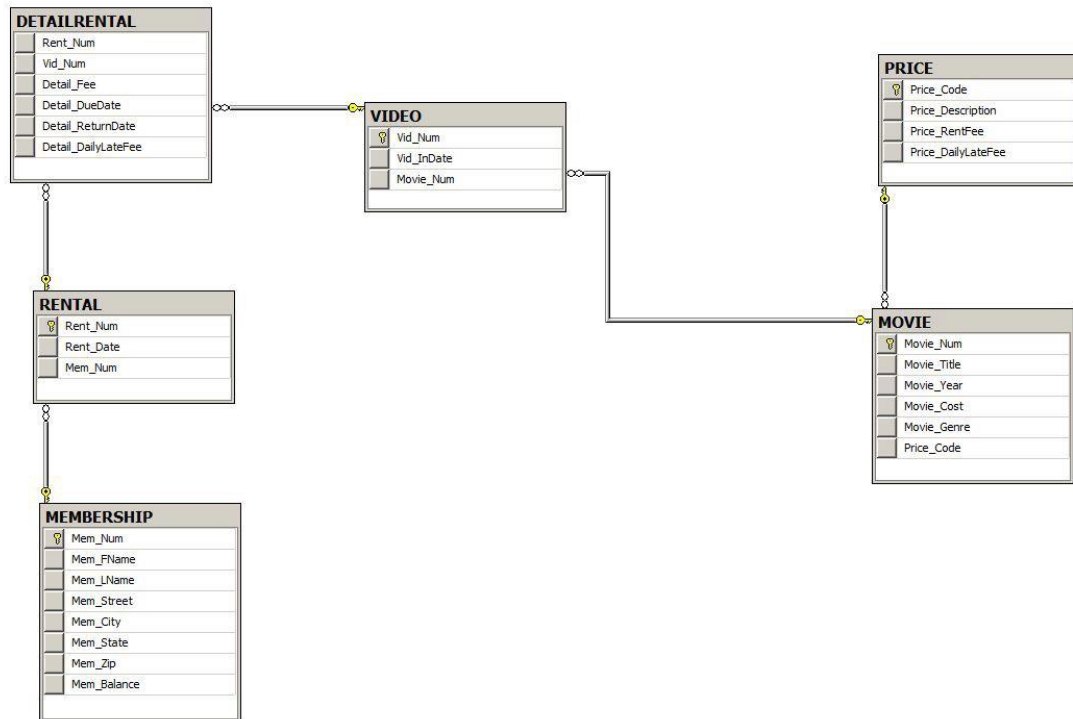 DETAILRENTAL
Rent_Num
Vid_Num
Detail_Fee
Detail_DueDate
Detail_ReturnDate
Detail_DailyLateFee
VIDEO
Vid_Num
Vid_InDate
Movie_Num
PRICE
Price_Code
Price_Description
Price_RentFee
Price_DailyLateFee
RENTAL
Rent_Num
Rent_Date
Mem_Num
MOVIE
Movie_Num
Movie_Title
Movie_Year
Movie_Cost
Movie_Genre
Price_Code
MEMBERSHIP
Mem_Num
Mem_FName
Mem_LName
Mem_Street
Mem_City
Mem_State
Mem_Zip
Mem_Balance